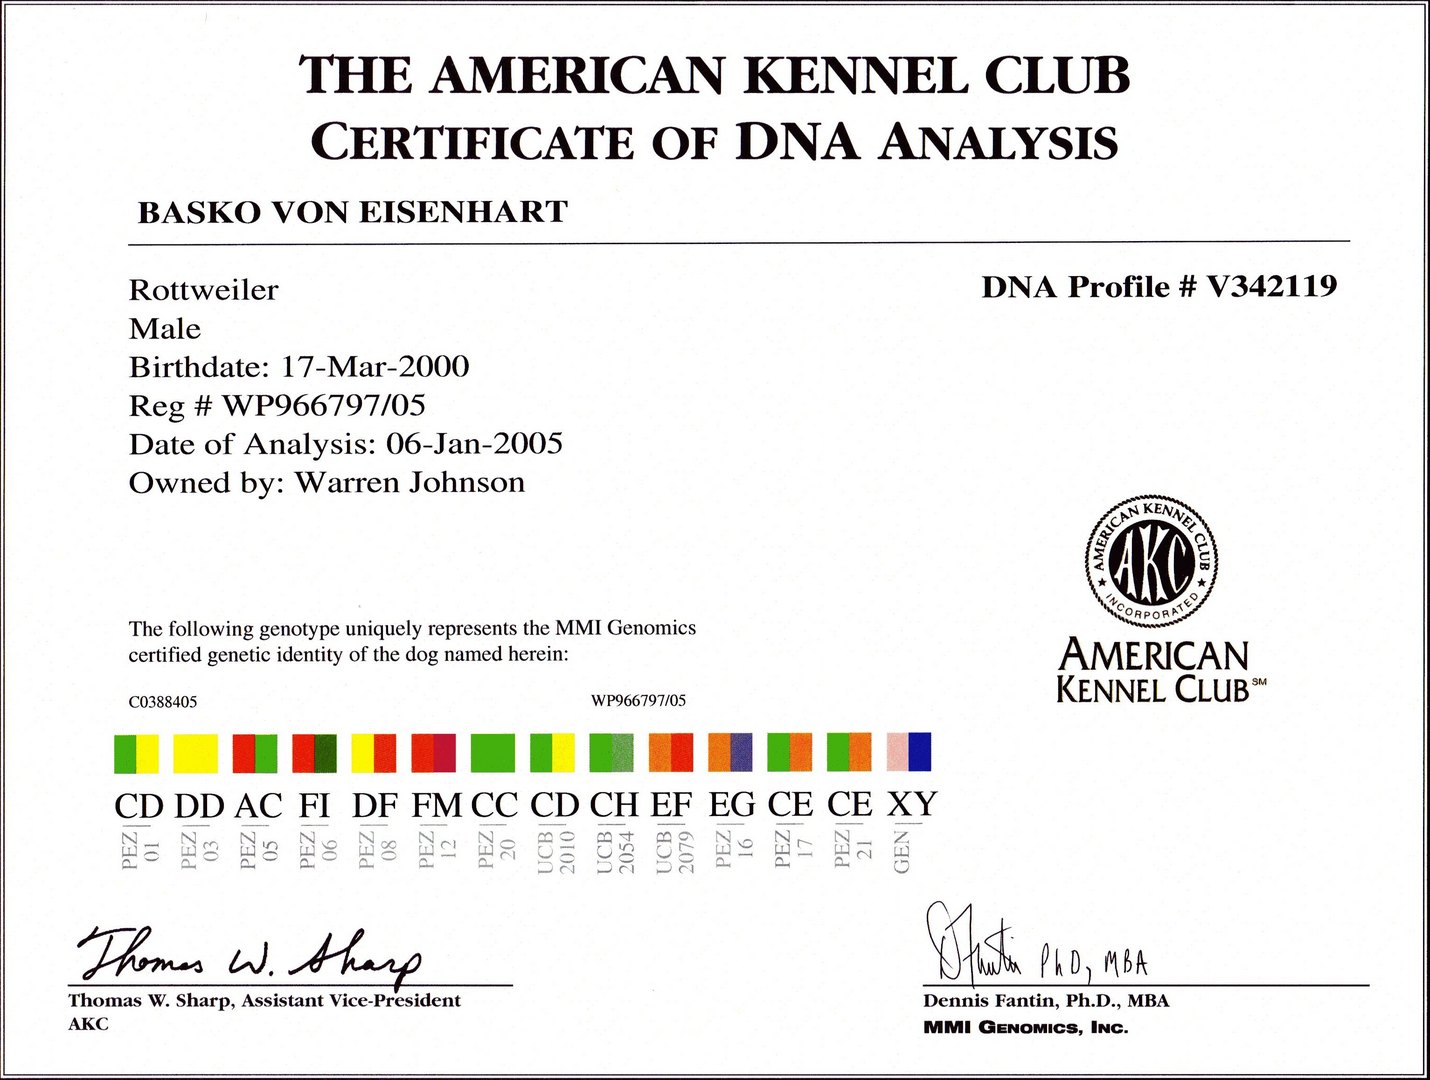 THE AMERICAN KENNEL CLUB
CERTIFICATE OF DNA ANALYSIS
BASKO VON EISENHART
Rottweiler
DNA Profile # V342119
Male
Birthdate: 17-Mar-2000
Reg # WP966797/05
Date of Analysis: 06-Jan-2005
Owned by: Warren Johnson
AMERICAN KENNEL CLUB
AKC
INCORPORATED
AMERICAN
KENNEL CLUB SM
The following genotype uniquely represents the MMI Genomics
certified genetic identity of the dog named herein:
C0388405 WP966797/05
CD DD AC FI DF FM CC CD CH EF EG CE CE XY
PEZ 01 PEZ 03 PEZ 05 PEZ 06 PEZ 08 PEZ 12 PEZ 20 UCB 2010 UCB 2054 UCB 2079 PEZ 16 PEZ 17 PEZ 21 GEN
Thomas W. Sharp
Thomas W. Sharp, Assistant Vice-President
AKC
D Fantin PhD, MBA
Dennis Fantin, Ph.D., MBA
MMI GENOMICS, INC.